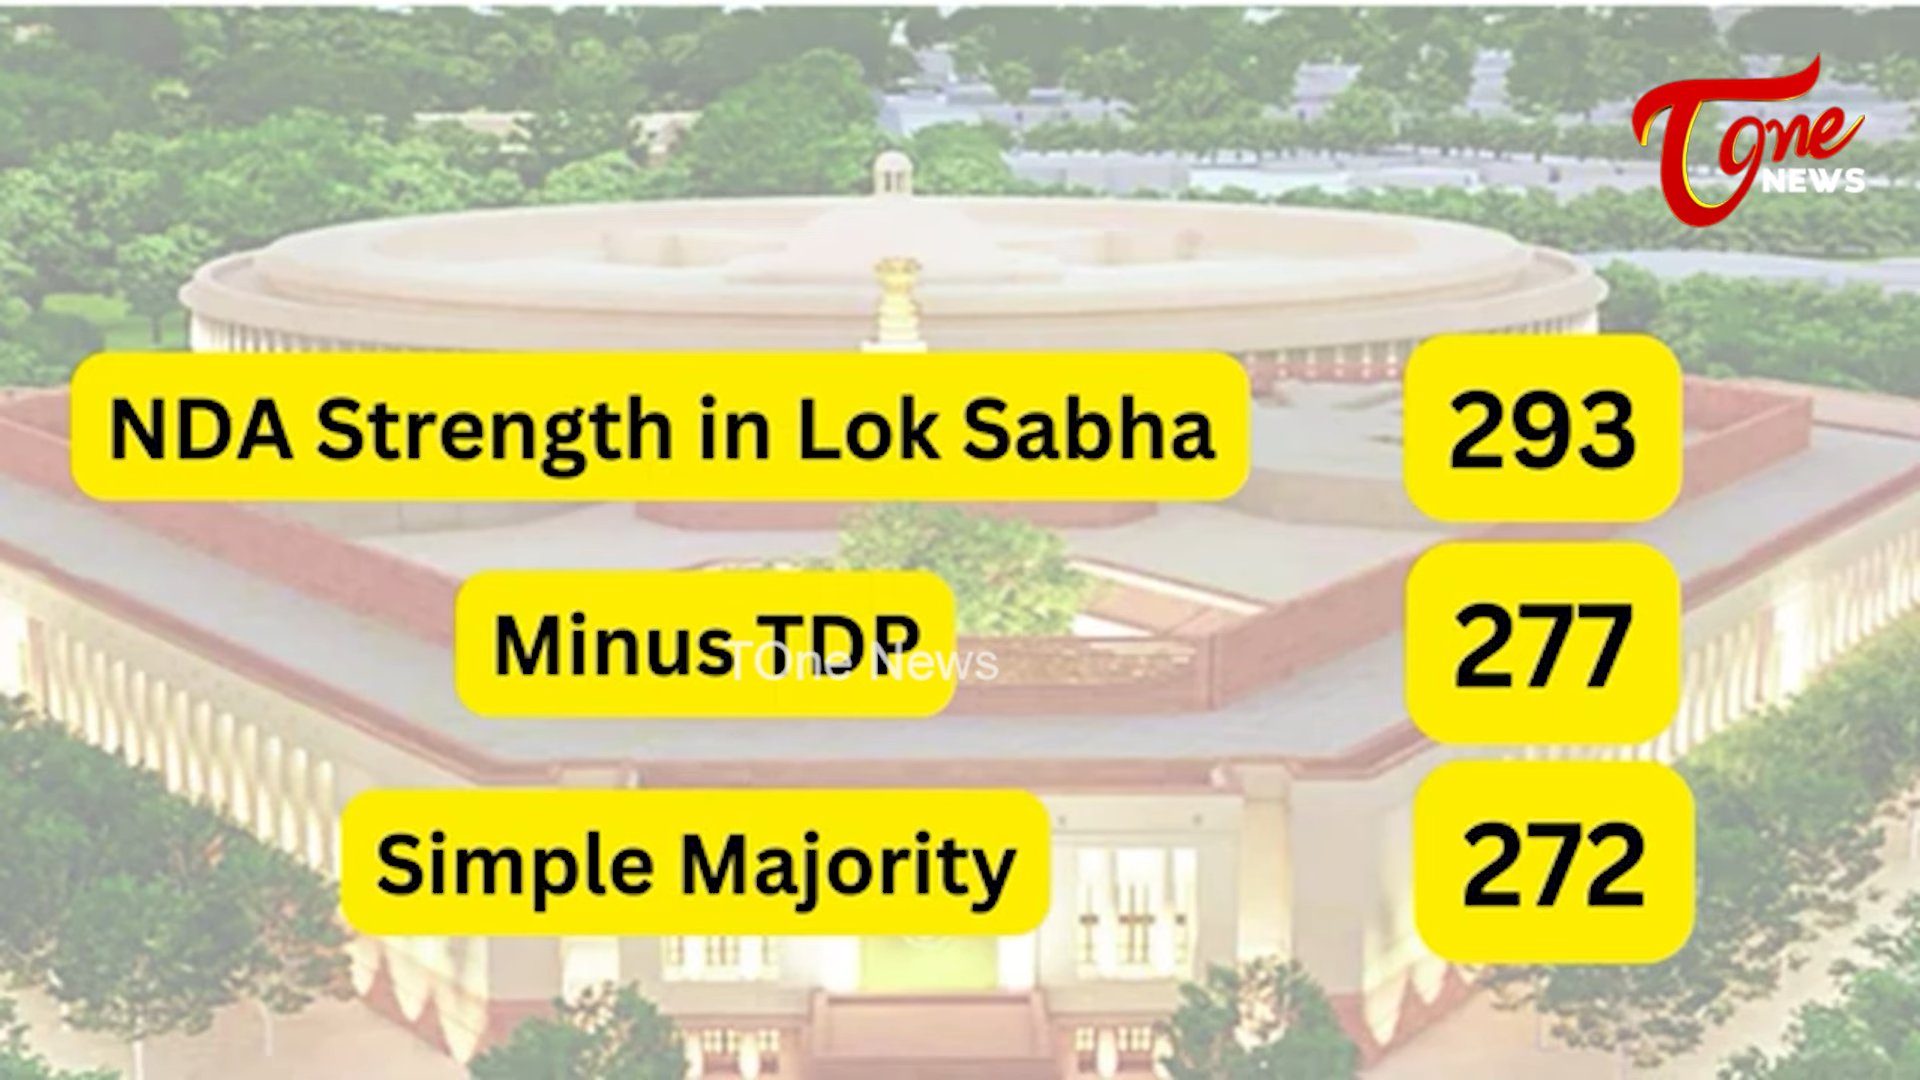 Tone
NEWS
NDA Strength in Lok Sabha 293
Minus TDP 277
TOne News
Simple Majority 272